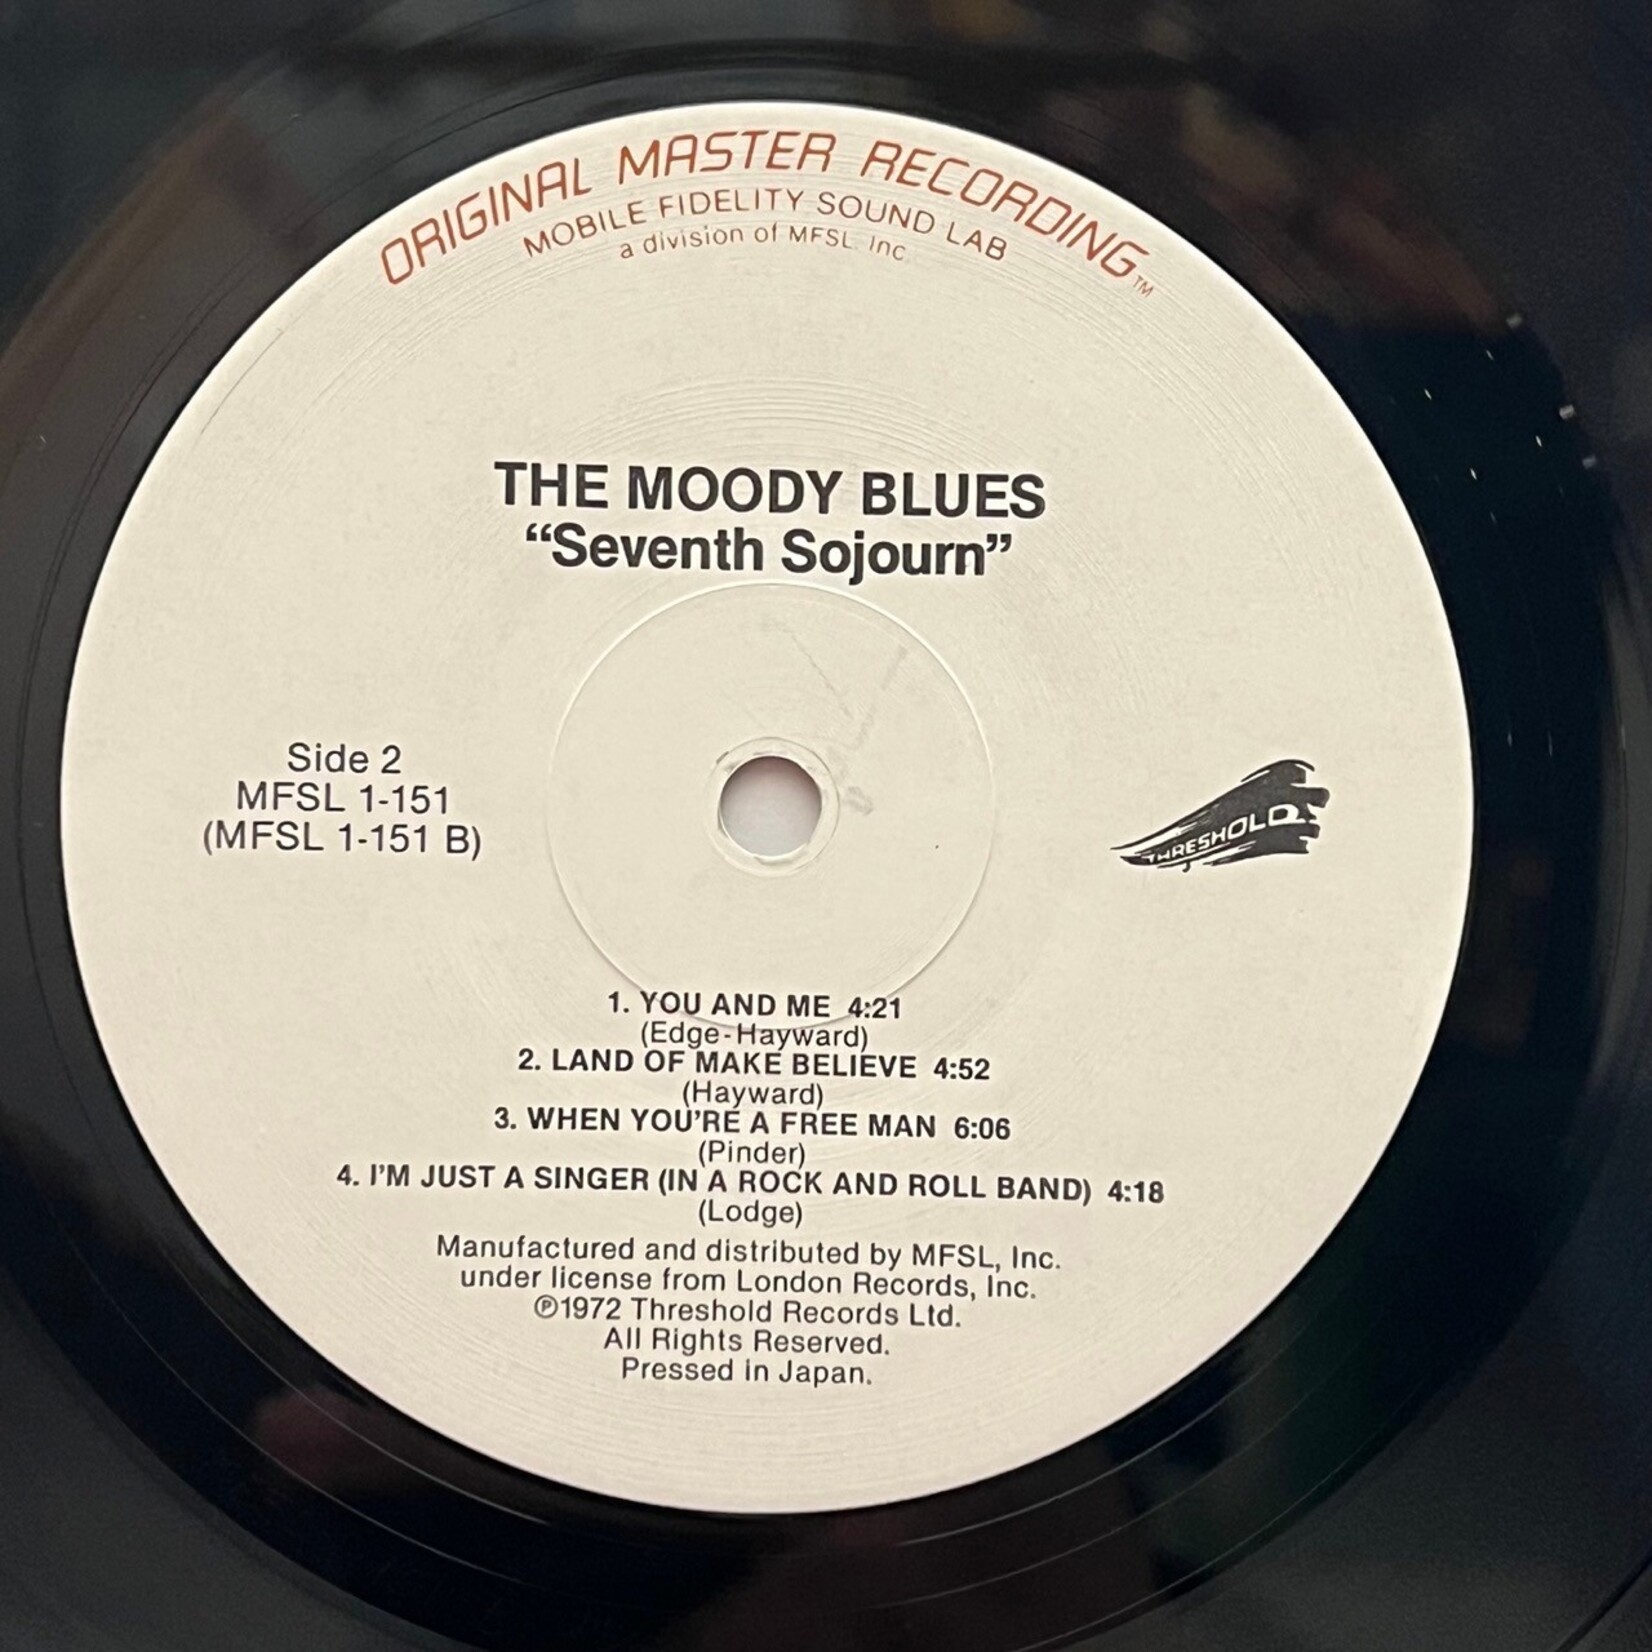 ORIGINAL MASTER RECORDING™
MOBILE FIDELITY SOUND LAB
a division of MFSL, Inc
THE MOODY BLUES
“Seventh Sojourn”
Side 2
MFSL 1-151
(MFSL 1-151 B)
THRESHOLD
1. YOU AND ME 4:21
(Edge-Hayward)
2. LAND OF MAKE BELIEVE 4:52
(Hayward)
3. WHEN YOU'RE A FREE MAN 6:06
(Pinder)
4. I'M JUST A SINGER (IN A ROCK AND ROLL BAND) 4:18
(Lodge)
Manufactured and distributed by MFSL, Inc.
under license from London Records, Inc.
℗1972 Threshold Records Ltd.
All Rights Reserved.
Pressed in Japan.